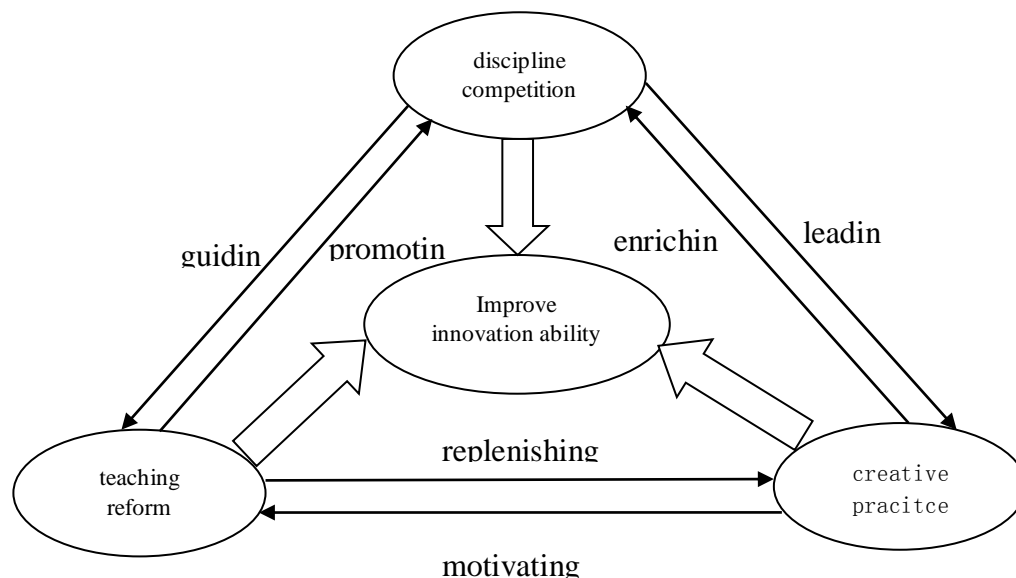 discipline
competition
guidin
promotin
enrichin
leadin
Improve
innovation ability
replenishing
teaching
reform
creative
pracitce
motivating